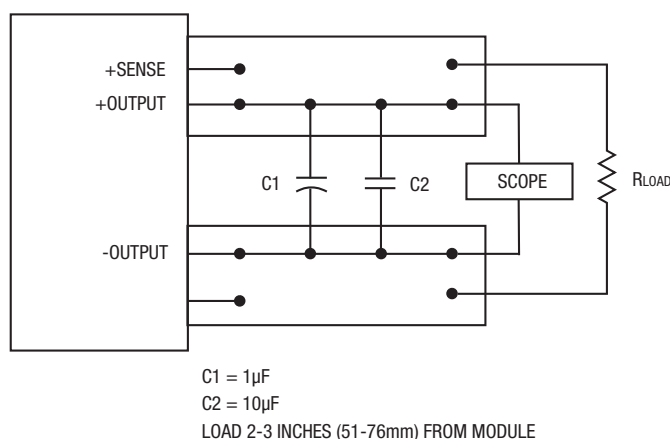 +SENSE
+OUTPUT
C1
C2
SCOPE
RLOAD
-OUTPUT
C1 = 1µF
C2 = 10µF
LOAD 2-3 INCHES (51-76mm) FROM MODULE